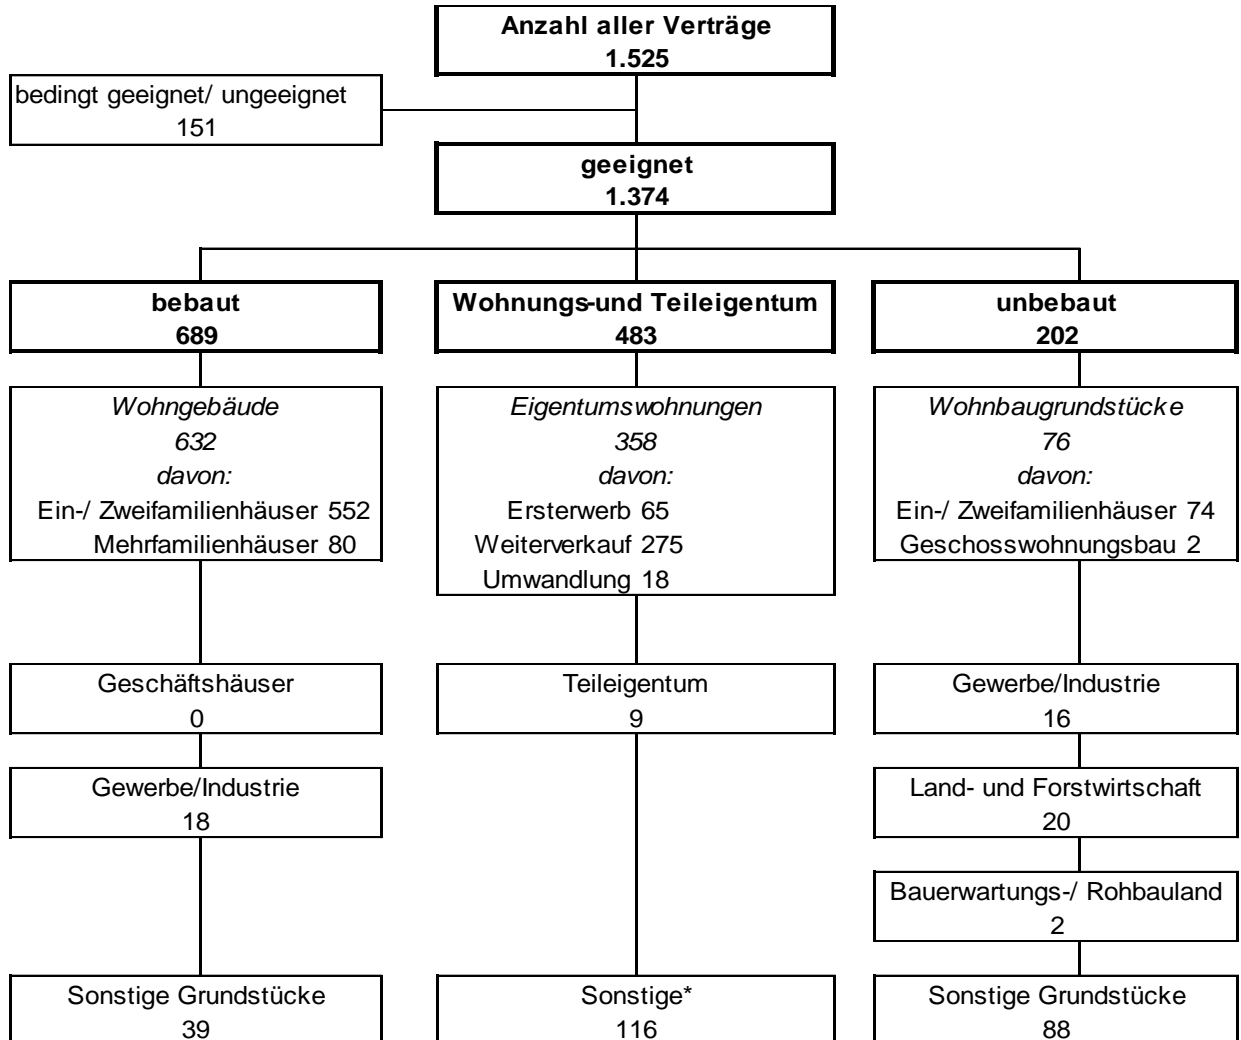 Anzahl aller Verträge
1.525
bedingt geeignet/ ungeeignet
151
geeignet
1.374
bebaut
689
Wohngebäude
632
davon:
Ein-/ Zweifamilienhäuser 552
Mehrfamilienhäuser 80
Geschäftshäuser
0
Gewerbe/Industrie
18
Sonstige Grundstücke
39
Wohnungs-und Teileigentum
483
Eigentumswohnungen
358
davon:
Ersterwerb 65
Weiterverkauf 275
Umwandlung 18
Teileigentum
9
Sonstige*
116
unbebaut
202
Wohnbaugrundstücke
76
davon:
Ein-/ Zweifamilienhäuser 74
Geschosswohnungsbau 2
Gewerbe/Industrie
16
Land- und Forstwirtschaft
20
Bauerwartungs-/ Rohbauland
2
Sonstige Grundstücke
88